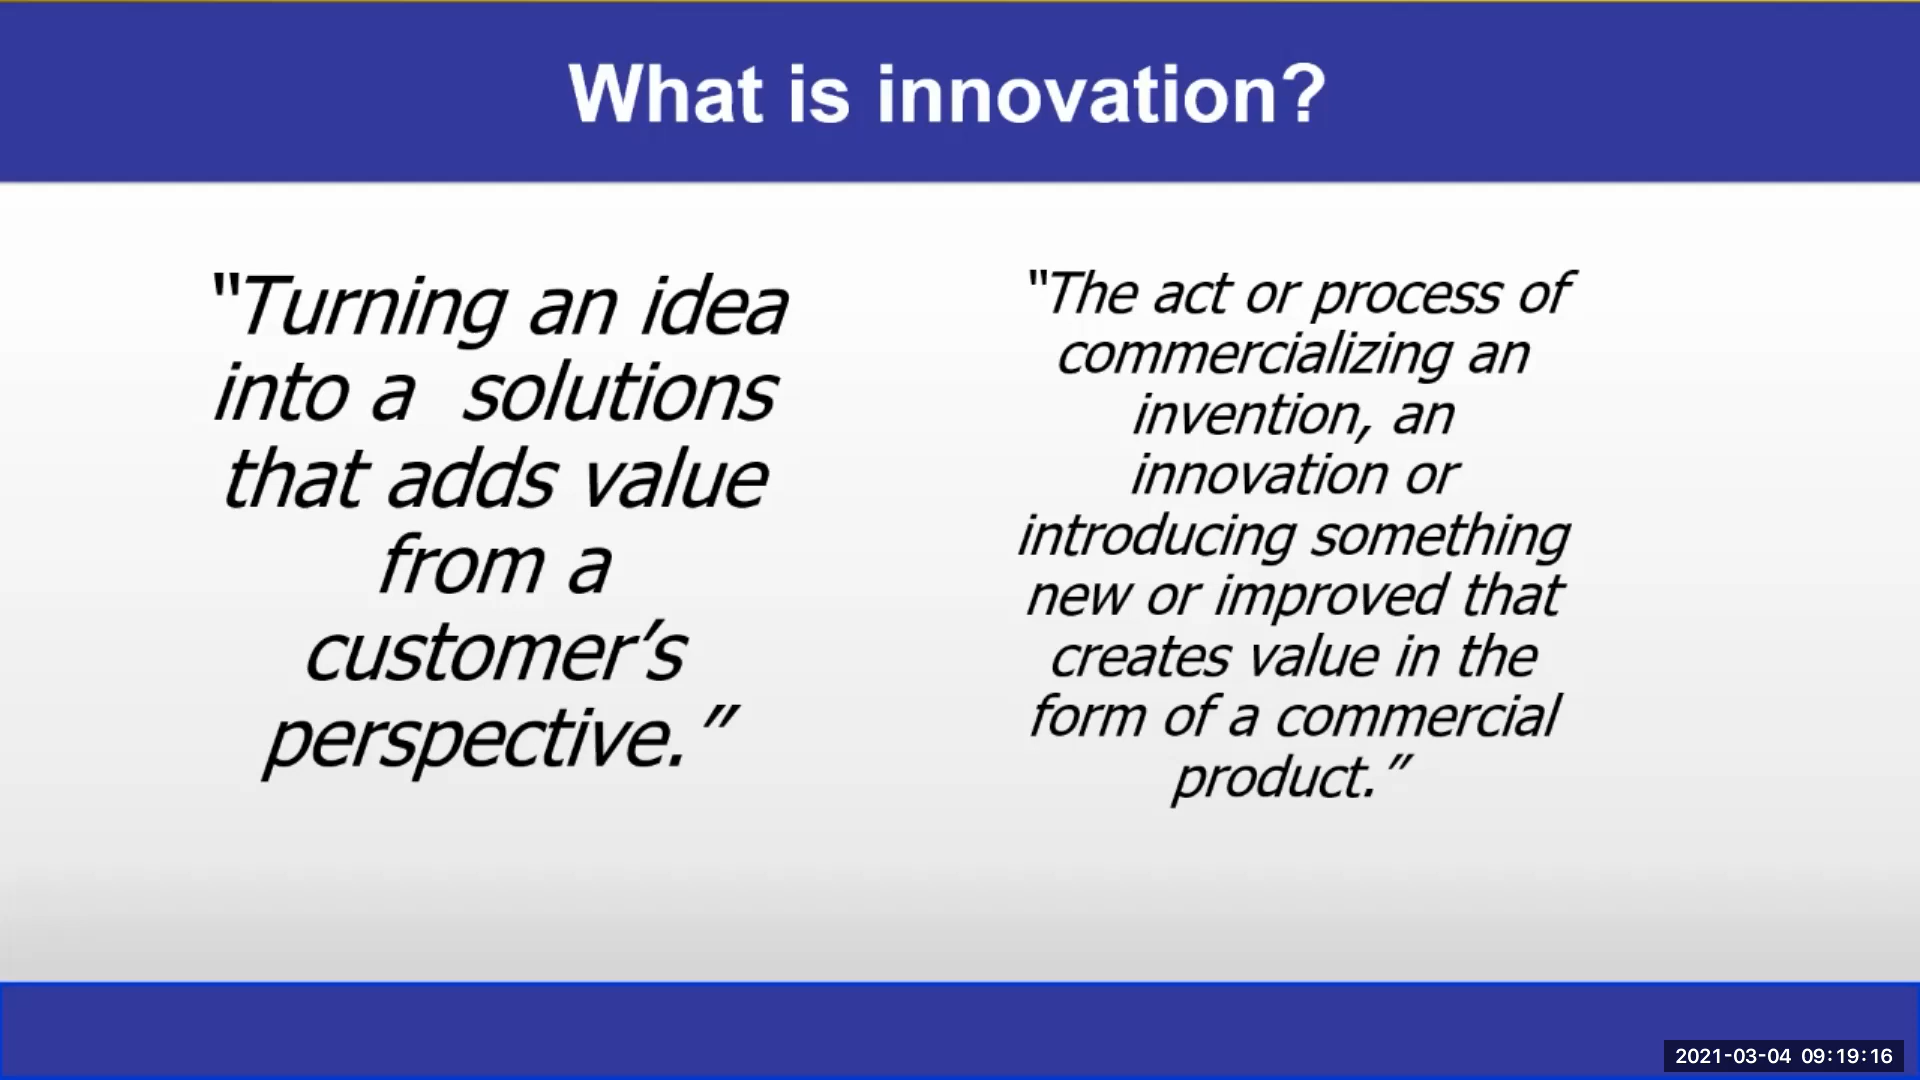 What is innovation?
“Turning an idea
into a  solutions
that adds value
from a
customer’s
perspective.”
“The act or process of
commercializing an
invention, an
innovation or
introducing something
new or improved that
creates value in the
form of a commercial
product.”
2021-03-04 09:19:16